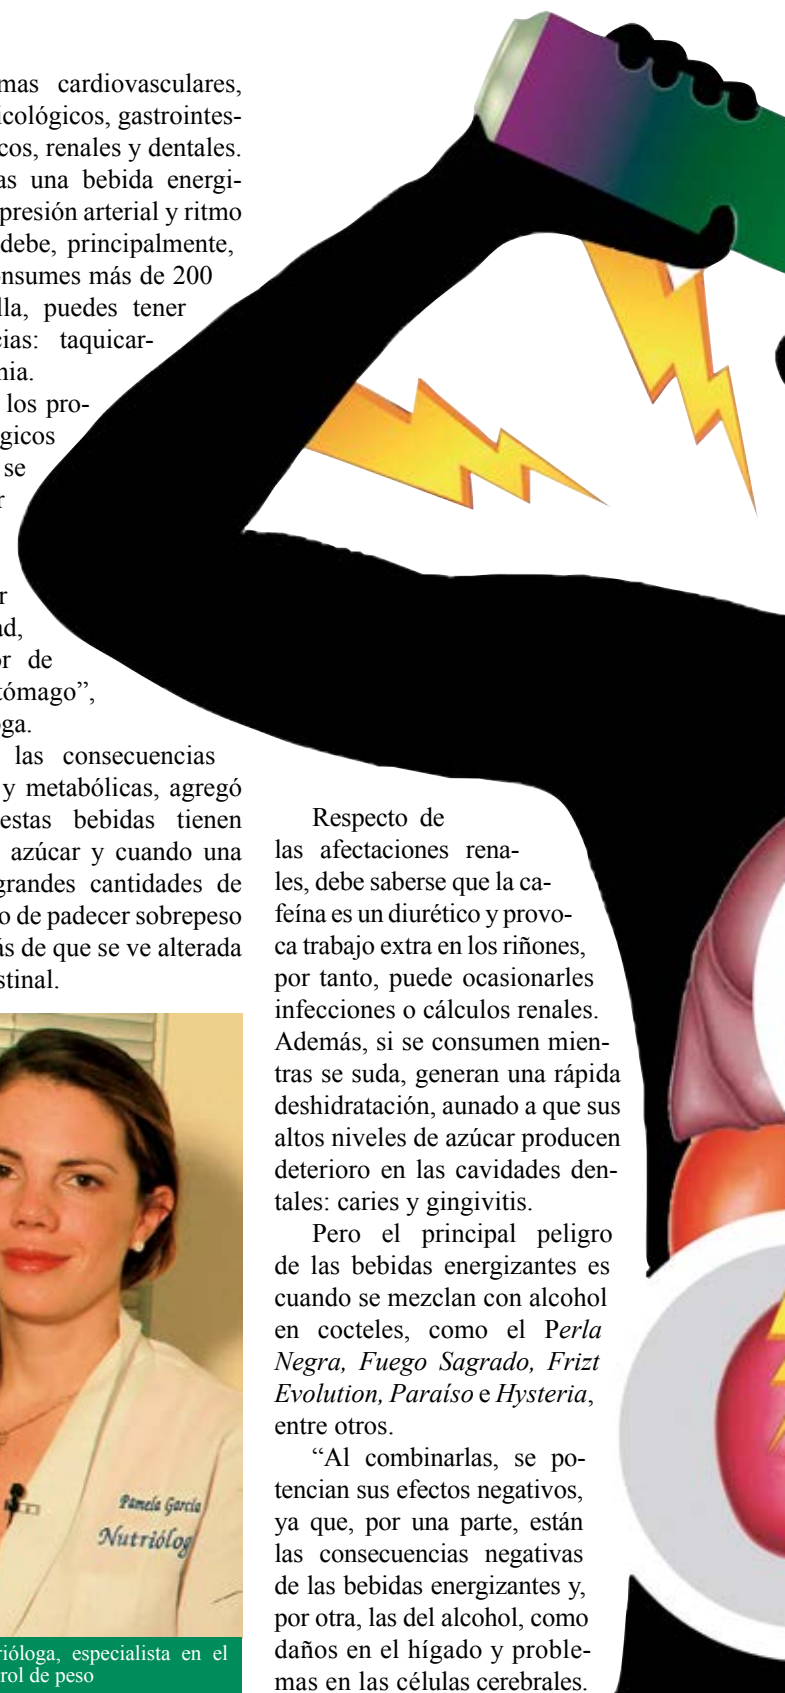 mas cardiovasculares,
icológicos, gastrointes-
cos, renales y dentales.
as una bebida energi-
presión arterial y ritmo
debe, principalmente,
onsumes más de 200
lla, puedes tener
cias: taquicar-
nia.
los pro-
gicos
se
r
r
ad,
or de
tómago”,
oga.
las consecuencias
y metabólicas, agregó
estas bebidas tienen
azúcar y cuando una
grandes cantidades de
o de padecer sobrepeso
ás de que se ve alterada
stinal.
Pamela García
Nutriólog
rióloga, especialista en el
rol de peso
Respecto de
las afectaciones rena-
les, debe saberse que la ca-
feína es un diurético y provo-
ca trabajo extra en los riñones,
por tanto, puede ocasionarles
infecciones o cálculos renales.
Además, si se consumen mien-
tras se suda, generan una rápida
deshidratación, aunado a que sus
altos niveles de azúcar producen
deterioro en las cavidades den-
tales: caries y gingivitis.
Pero el principal peligro
de las bebidas energizantes es
cuando se mezclan con alcohol
en cocteles, como el Perla
Negra, Fuego Sagrado, Frizt
Evolution, Paraíso e Hysteria,
entre otros.
“Al combinarlas, se po-
tencian sus efectos negativos,
ya que, por una parte, están
las consecuencias negativas
de las bebidas energizantes y,
por otra, las del alcohol, como
daños en el hígado y proble-
mas en las células cerebrales.